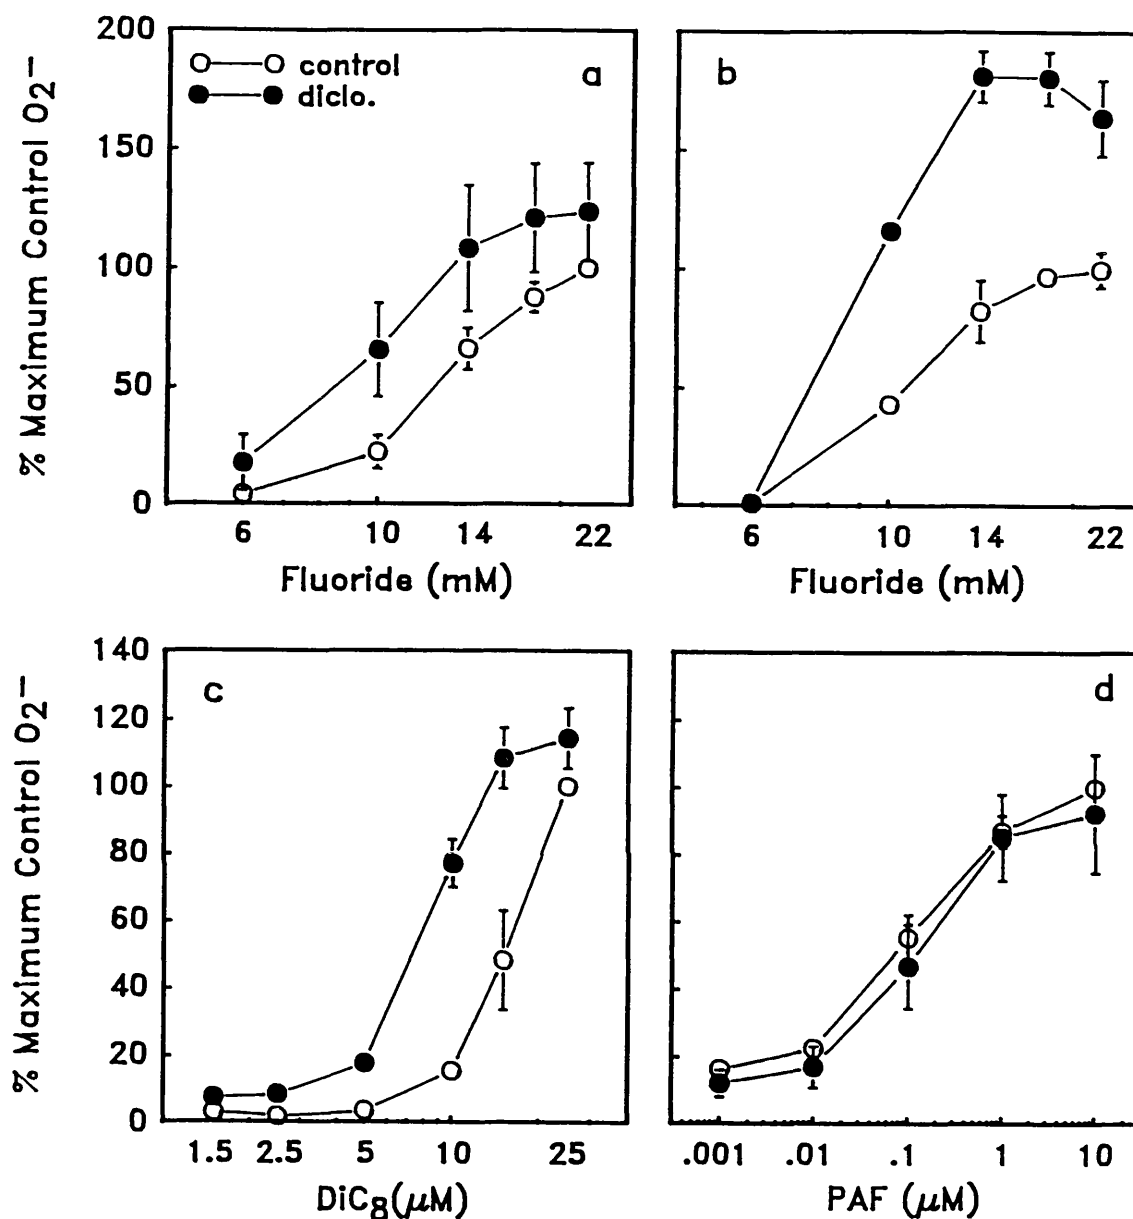 % Maximum Control O₂⁻
200
150
100
50
0
control
diclo.
a
6 10 14 22
Fluoride (mM)
b
6 10 14 22
Fluoride (mM)
% Maximum Control O₂⁻
140
120
100
80
60
40
20
0
c
1.5 2.5 5 10 25
DiC₈(μM)
d
.001 .01 .1 1 10
PAF (μM)